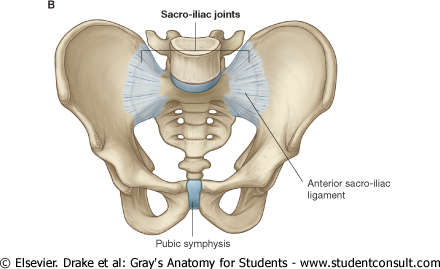 B
Sacro-iliac joints
Anterior sacro-iliac
ligament
Pubic symphysis
© Elsevier. Drake et al: Gray's Anatomy for Students - www.studentconsult.com